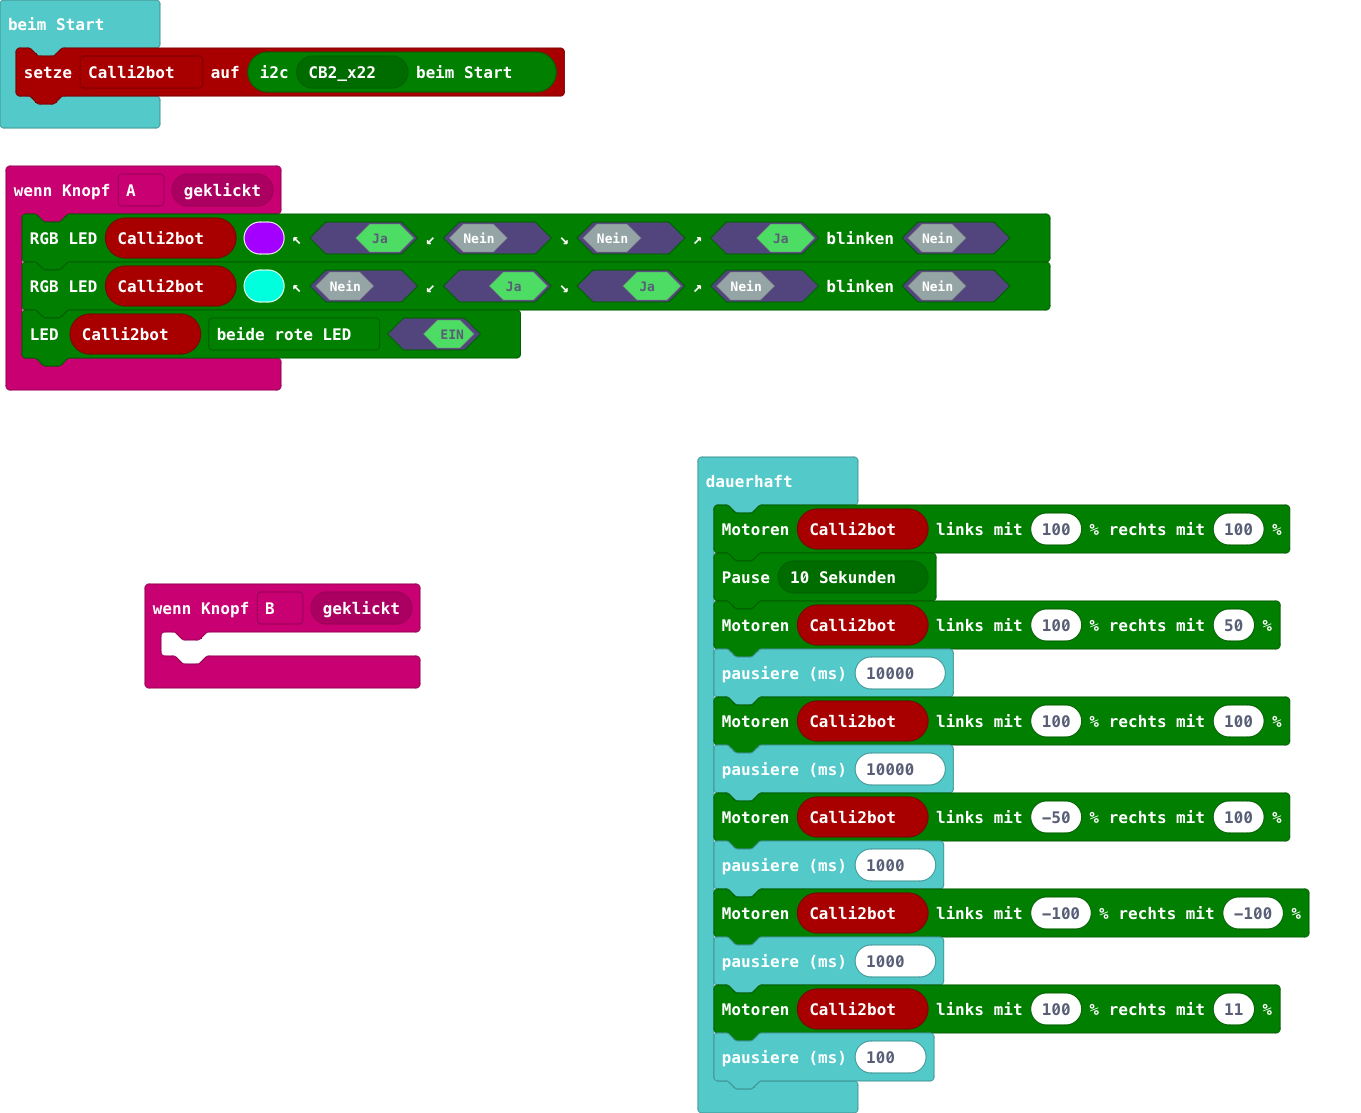 beim Start
setze Calli2bot auf i2c CB2_x22 beim Start
wenn Knopf A geklickt
RGB LED Calli2bot ↖ Ja ↙ Nein ↘ Nein ↗ Ja blinken Nein
RGB LED Calli2bot ↖ Nein ↙ Ja ↘ Ja ↗ Nein blinken Nein
LED Calli2bot beide rote LED EIN
wenn Knopf B geklickt
dauerhaft
Motoren Calli2bot links mit 100 % rechts mit 100 %
Pause 10 Sekunden
Motoren Calli2bot links mit 100 % rechts mit 50 %
pausiere (ms) 10000
Motoren Calli2bot links mit 100 % rechts mit 100 %
pausiere (ms) 10000
Motoren Calli2bot links mit −50 % rechts mit 100 %
pausiere (ms) 1000
Motoren Calli2bot links mit −100 % rechts mit −100 %
pausiere (ms) 1000
Motoren Calli2bot links mit 100 % rechts mit 11 %
pausiere (ms) 100